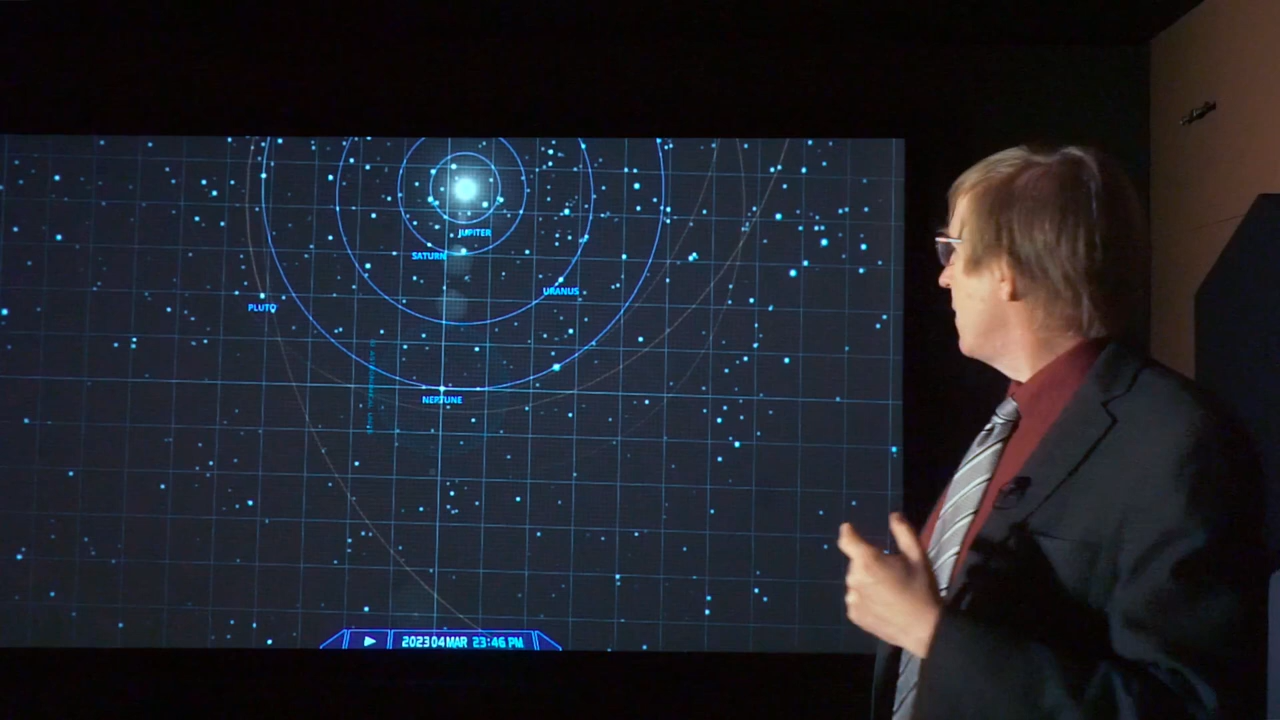 JUPITER
SATURN
URANUS
PLUTO
NEPTUNE
2023 04 MAR 23:46 PM